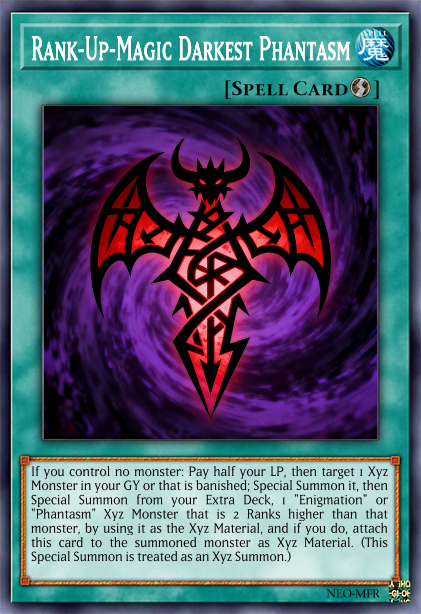 Rank-Up-Magic Darkest Phantasm
SPELL
魔
[Spell Card]
If you control no monster: Pay half your LP, then target 1 Xyz
Monster in your GY or that is banished; Special Summon it, then
Special Summon from your Extra Deck, 1 "Enigmation" or
"Phantasm" Xyz Monster that is 2 Ranks higher than that
monster, by using it as the Xyz Material, and if you do, attach
this card to the summoned monster as Xyz Material. (This
Special Summon is treated as an Xyz Summon.)
NEO-MFR